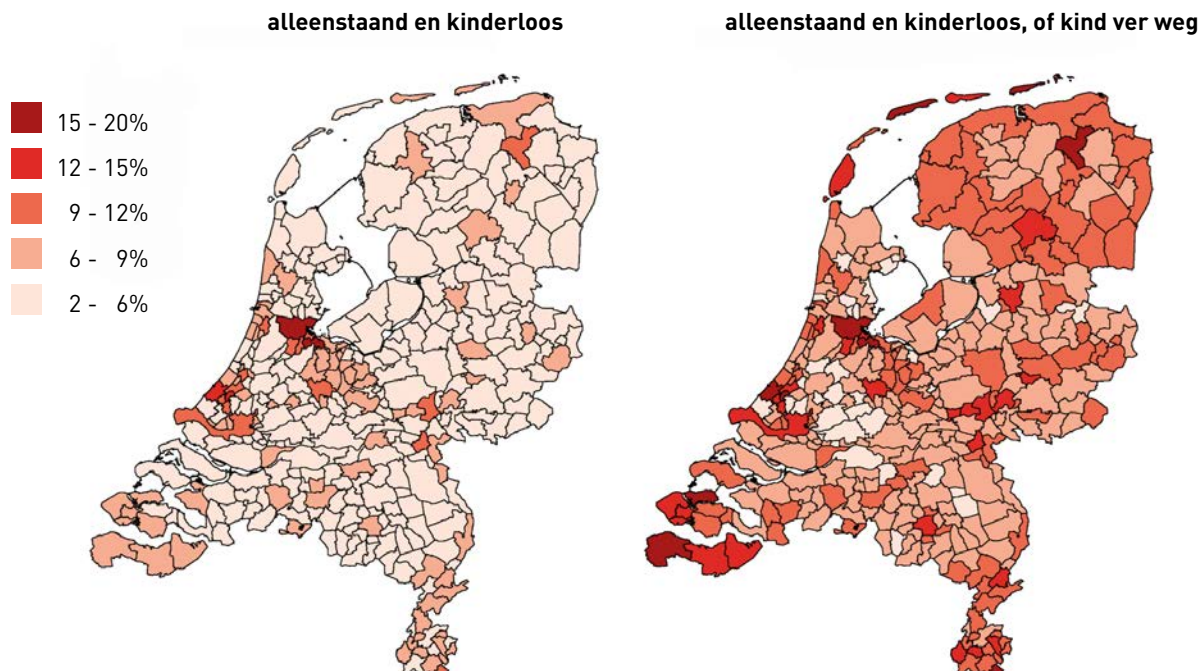 alleenstaand en kinderloos
alleenstaand en kinderloos, of kind ver weg
15 - 20%
12 - 15%
9 - 12%
6 - 9%
2 - 6%